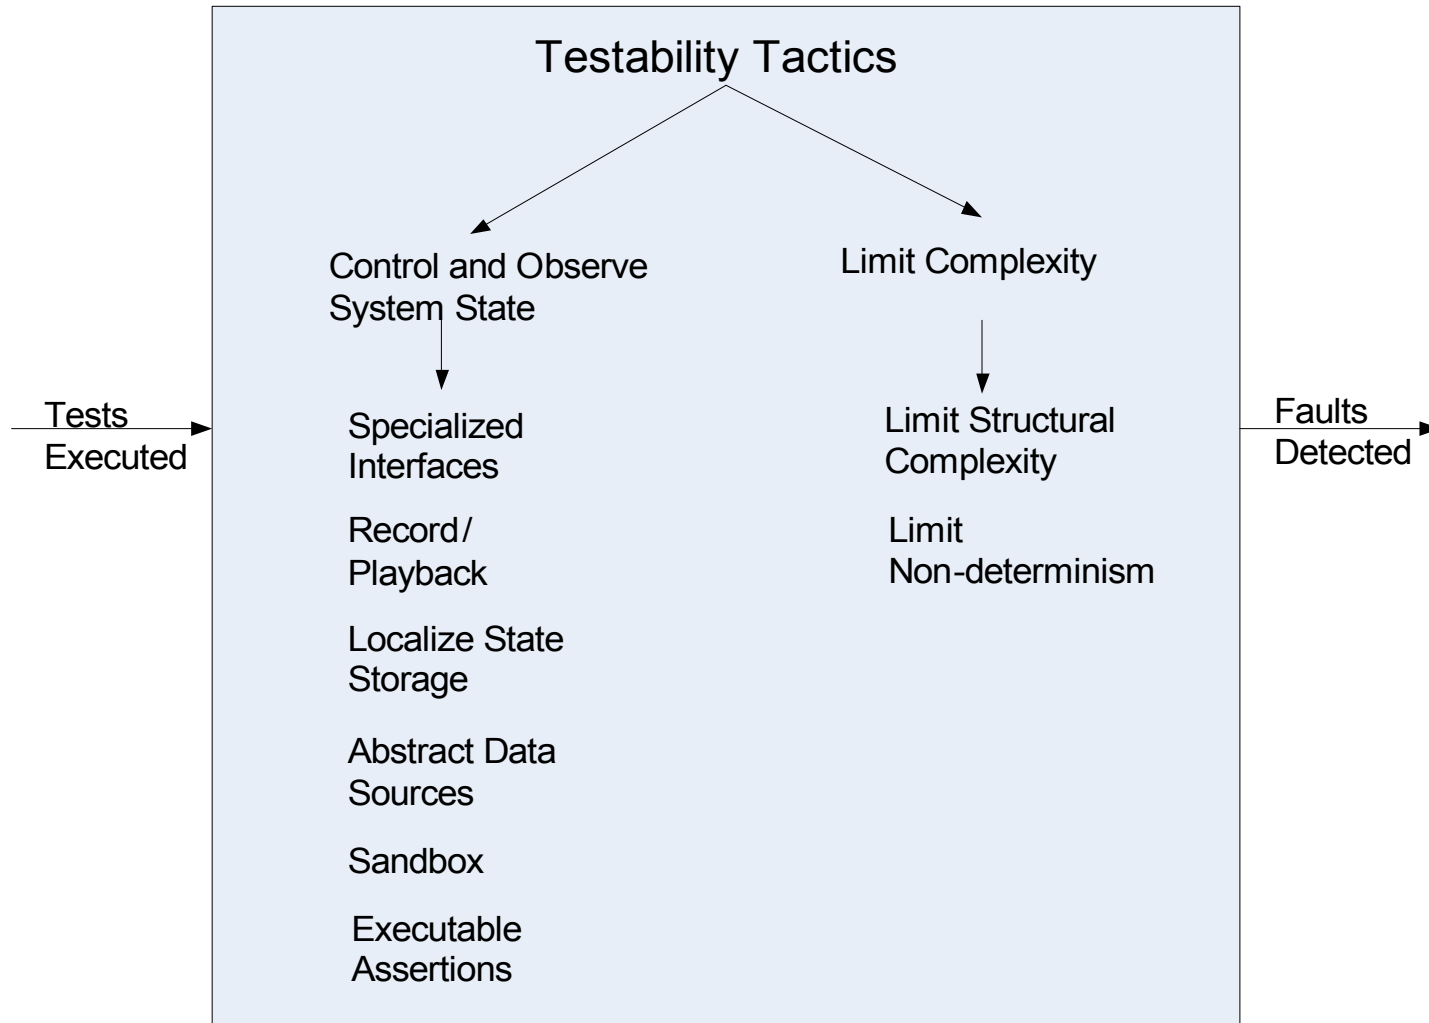 Testability Tactics
Control and Observe
System State
Limit Complexity
Tests
Executed
Specialized
Interfaces
Record/
Playback
Localize State
Storage
Abstract Data
Sources
Sandbox
Executable
Assertions
Limit Structural
Complexity
Limit
Non-determinism
Faults
Detected